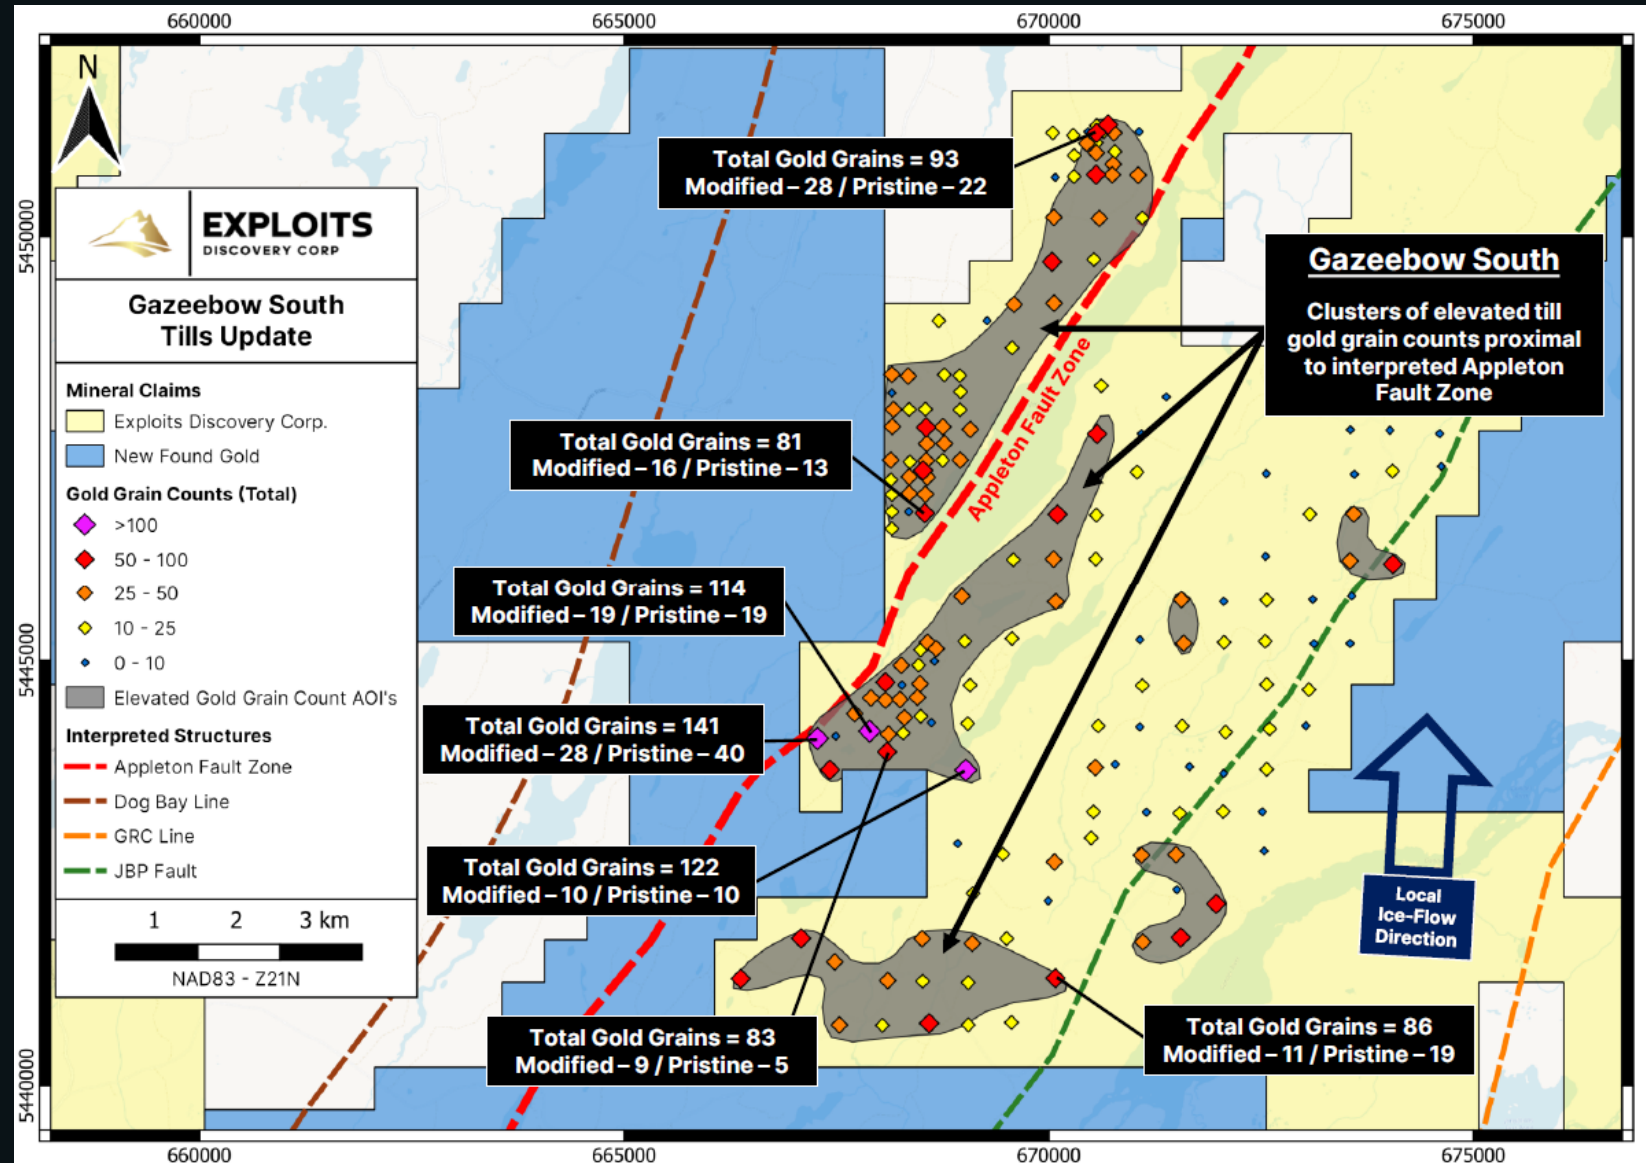 660000
665000
670000
675000
N
5450000
5445000
5440000
EXPLOITS
DISCOVERY CORP
Gazeebow South
Tills Update
Mineral Claims
Exploits Discovery Corp.
New Found Gold
Gold Grain Counts (Total)
>100
50 - 100
25 - 50
10 - 25
0 - 10
Elevated Gold Grain Count AOI's
Interpreted Structures
Appleton Fault Zone
Dog Bay Line
GRC Line
JBP Fault
1 2 3 km
NAD83 - Z21N
Total Gold Grains = 93
Modified – 28 / Pristine – 22
Gazeebow South
Clusters of elevated till
gold grain counts proximal
to interpreted Appleton
Fault Zone
Appleton Fault Zone
Total Gold Grains = 81
Modified – 16 / Pristine – 13
Total Gold Grains = 114
Modified – 19 / Pristine – 19
Total Gold Grains = 141
Modified – 28 / Pristine – 40
Total Gold Grains = 122
Modified – 10 / Pristine – 10
Total Gold Grains = 83
Modified – 9 / Pristine – 5
Total Gold Grains = 86
Modified – 11 / Pristine – 19
Local
Ice-Flow
Direction
660000
665000
670000
675000